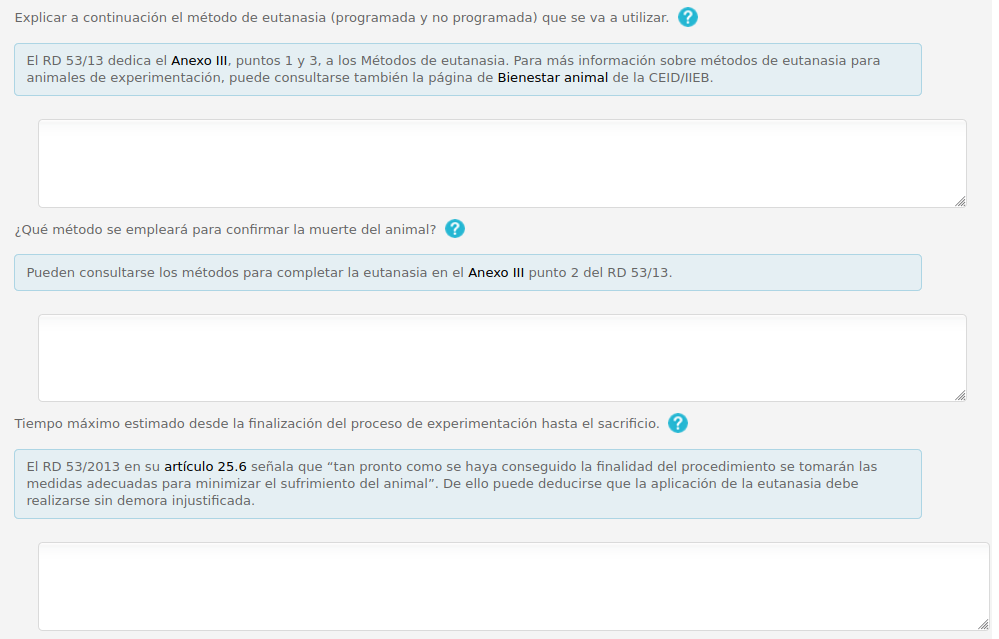 Explicar a continuación el método de eutanasia (programada y no programada) que se va a utilizar. ?
El RD 53/13 dedica el Anexo III, puntos 1 y 3, a los Métodos de eutanasia. Para más información sobre métodos de eutanasia para
animales de experimentación, puede consultarse también la página de Bienestar animal de la CEID/IIEB.
¿Qué método se empleará para confirmar la muerte del animal? ?
Pueden consultarse los métodos para completar la eutanasia en el Anexo III punto 2 del RD 53/13.
Tiempo máximo estimado desde la finalización del proceso de experimentación hasta el sacrificio. ?
El RD 53/2013 en su artículo 25.6 señala que “tan pronto como se haya conseguido la finalidad del procedimiento se tomarán las
medidas adecuadas para minimizar el sufrimiento del animal”. De ello puede deducirse que la aplicación de la eutanasia debe
realizarse sin demora injustificada.